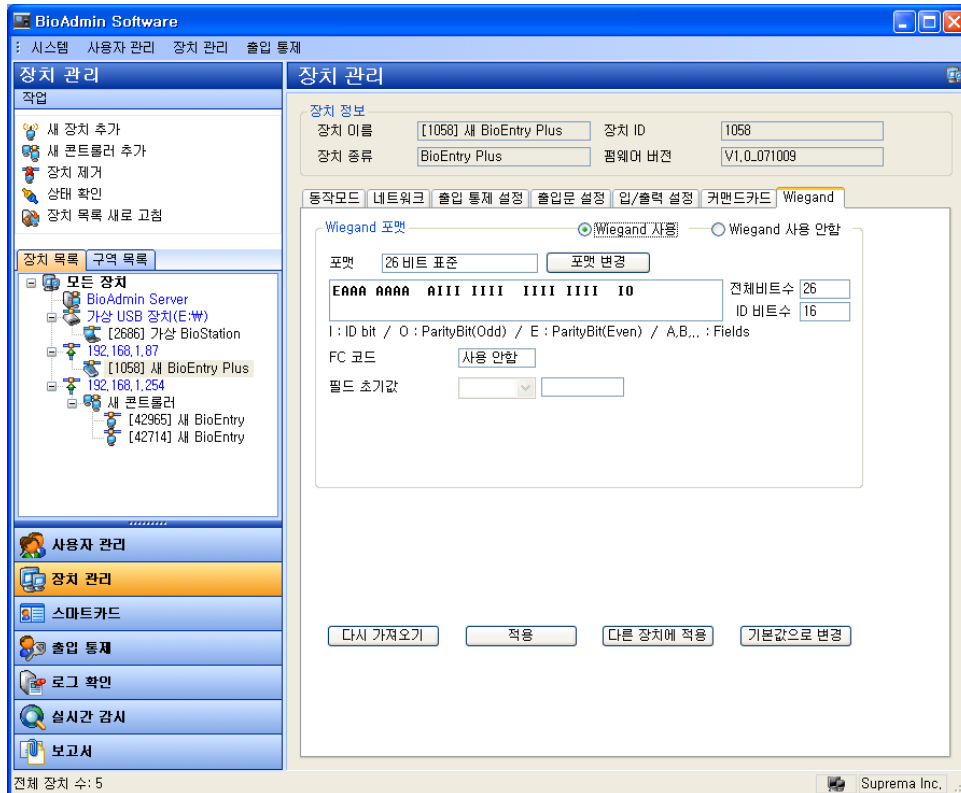 BioAdmin Software
시스템 사용자 관리 장치 관리 출입 통제
장치 관리
작업
새 장치 추가
새 콘트롤러 추가
장치 제거
상태 확인
장치 목록 새로 고침
장치 목록 구역 목록
모든 장치
BioAdmin Server
가상 USB 장치(E:₩)
[2686] 가상 BioStation
192.168.1.87
[1058] 새 BioEntry Plus
192.168.1.254
새 콘트롤러
[42965] 새 BioEntry
[42714] 새 BioEntry
사용자 관리
장치 관리
스마트카드
출입 통제
로그 확인
실시간 감시
보고서
장치 관리
장치 정보
장치 이름 [1058] 새 BioEntry Plus 장치 ID 1058
장치 종류 BioEntry Plus 펌웨어 버전 V1.0_071009
동작모드 네트워크 출입 통제 설정 출입문 설정 입/출력 설정 커맨드카드 Wiegand
Wiegand 포맷 Wiegand 사용 Wiegand 사용 안함
포맷 26 비트 표준 포맷 변경
EAAA AAAA AIII IIII IIII IIII IO 전체비트수 26
ID 비트수 16
I : ID bit / O : ParityBit(Odd) / E : ParityBit(Even) / A,B,,, : Fields
FC 코드 사용 안함
필드 초기값
다시 가져오기 적용 다른 장치에 적용 기본값으로 변경
전체 장치 수: 5 Suprema Inc.